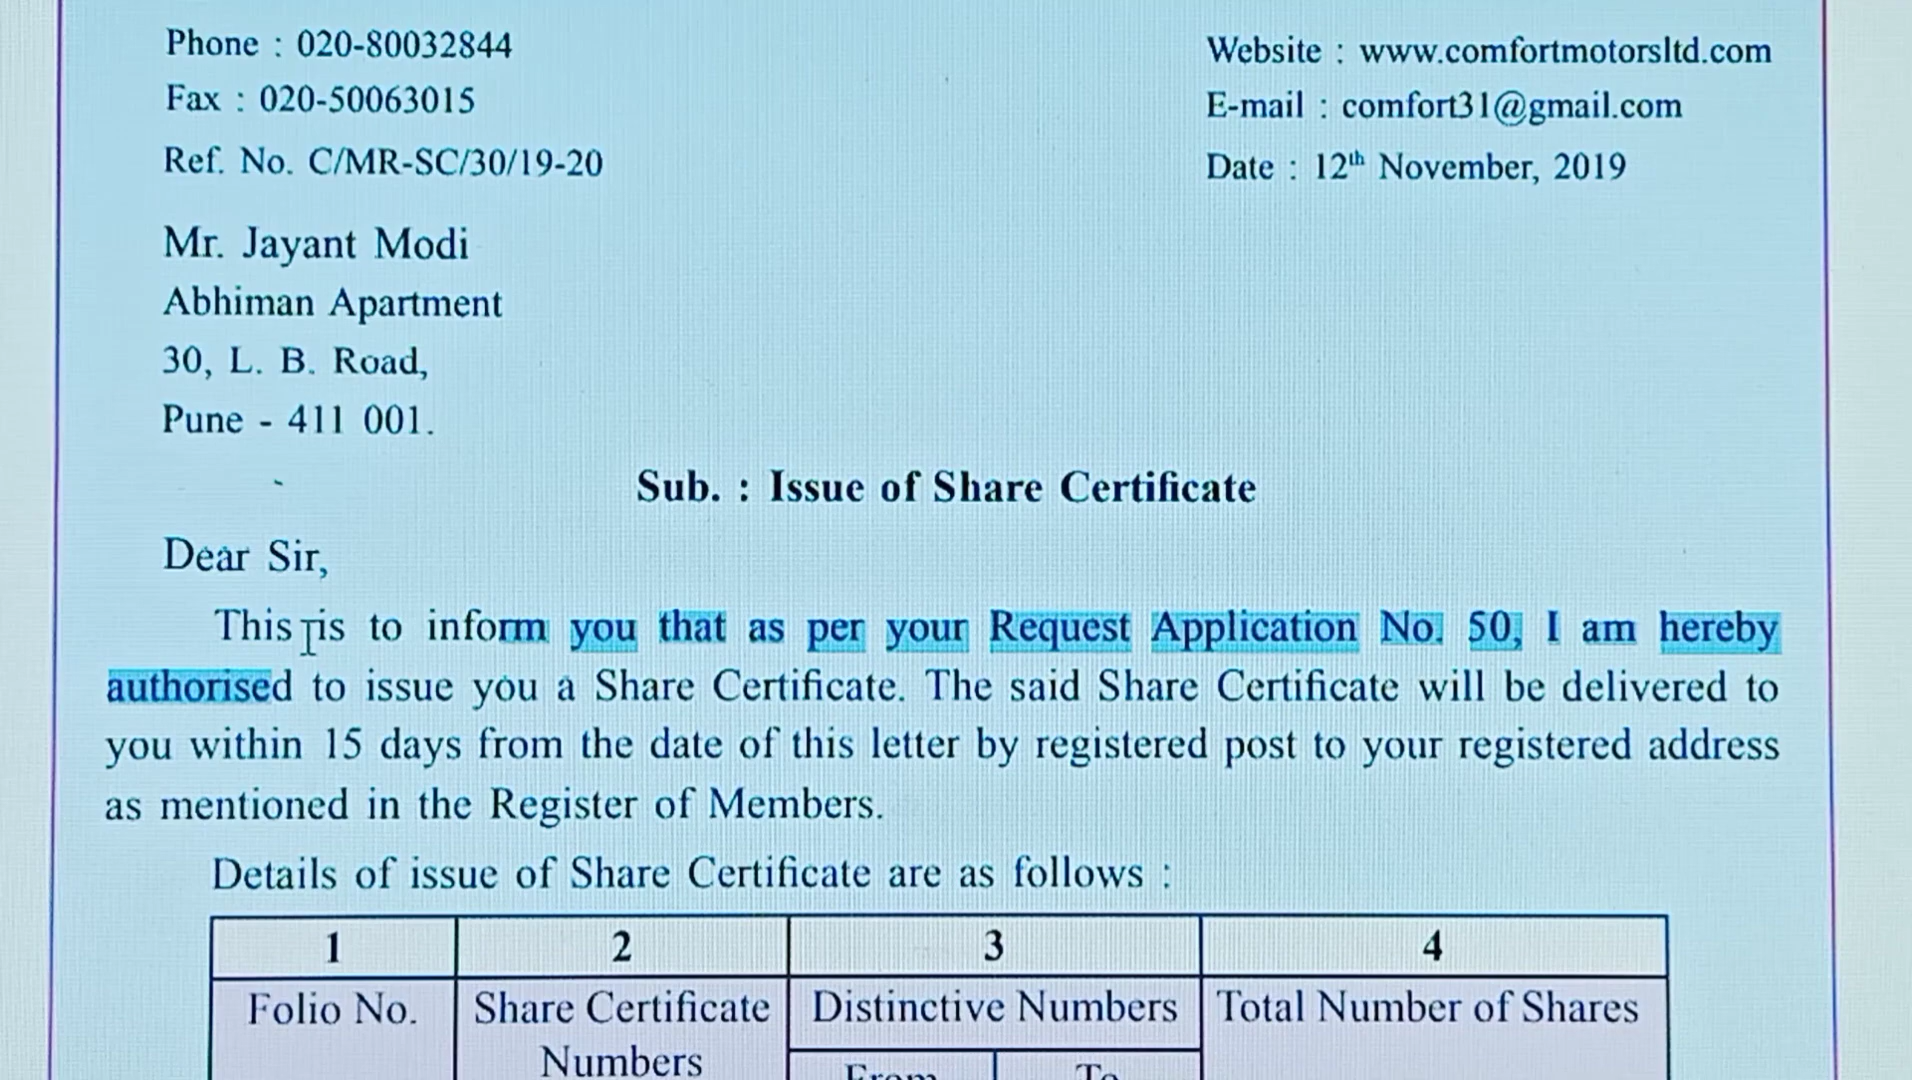 Phone : 020-80032844
Website : www.comfortmotorsltd.com
Fax : 020-50063015
E-mail : comfort31@gmail.com
Ref. No. C/MR-SC/30/19-20
Date : 12th November, 2019
Mr. Jayant Modi
Abhiman Apartment
30, L. B. Road,
Pune - 411 001.
Sub. : Issue of Share Certificate
Dear Sir,
This is to inform you that as per your Request Application No. 50, I am hereby
authorised to issue you a Share Certificate. The said Share Certificate will be delivered to
you within 15 days from the date of this letter by registered post to your registered address
as mentioned in the Register of Members.
Details of issue of Share Certificate are as follows :
1 2 3 4
Folio No. Share Certificate Distinctive Numbers Total Number of Shares
Numbers
From To